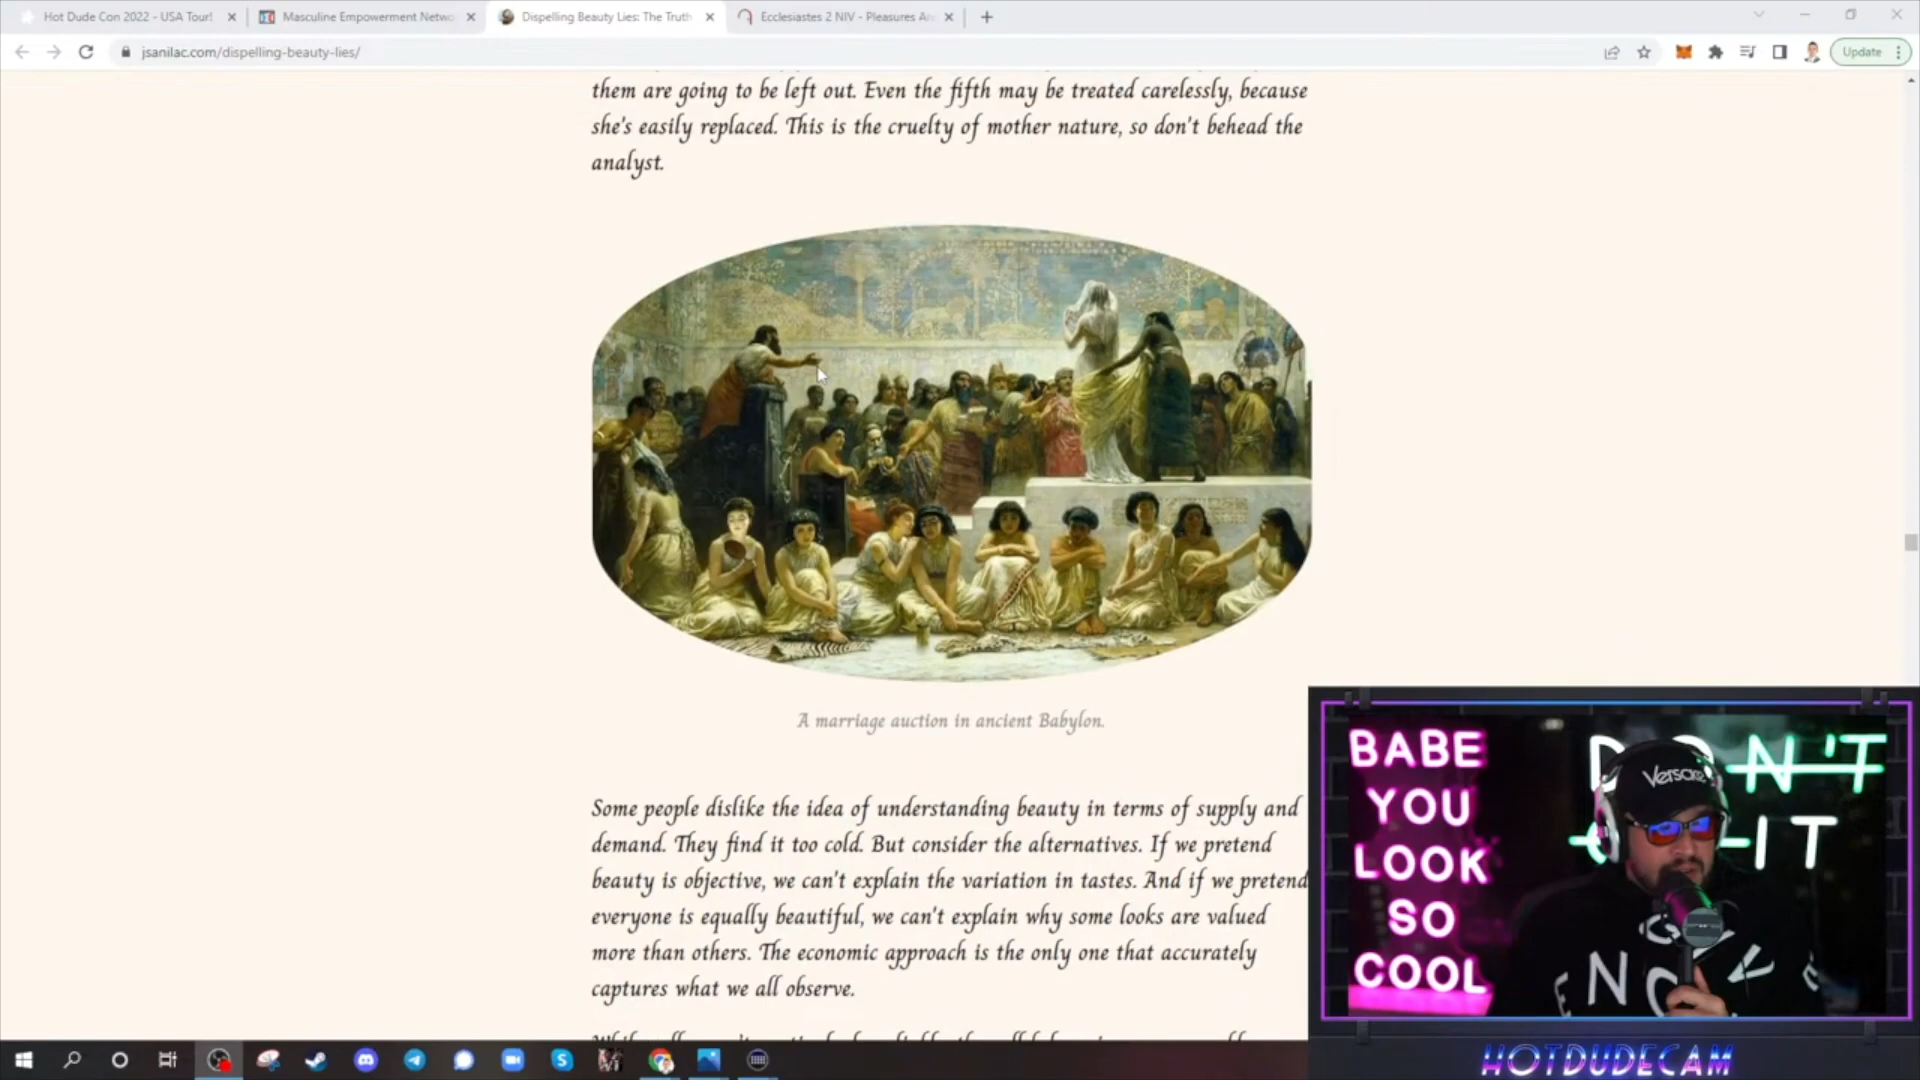 Hot Dude Con 2022 - USA Tour!
Masculine Empowerment Netwo
Dispelling Beauty Lies: The Truth
Ecclesiastes 2 NIV - Pleasures Ar
jsanilac.com/dispelling-beauty-lies/
Update
them are going to be left out. Even the fifth may be treated carelessly, because
she's easily replaced. This is the cruelty of mother nature, so don't behead the
analyst.
A marriage auction in ancient Babylon.
Some people dislike the idea of understanding beauty in terms of supply and
demand. They find it too cold. But consider the alternatives. If we pretend
beauty is objective, we can't explain the variation in tastes. And if we pretend
everyone is equally beautiful, we can't explain why some looks are valued
more than others. The economic approach is the only one that accurately
captures what we all observe.
BABE
YOU
LOOK
SO
COOL
DON'T
IT
Versace
HOTDUDECAM